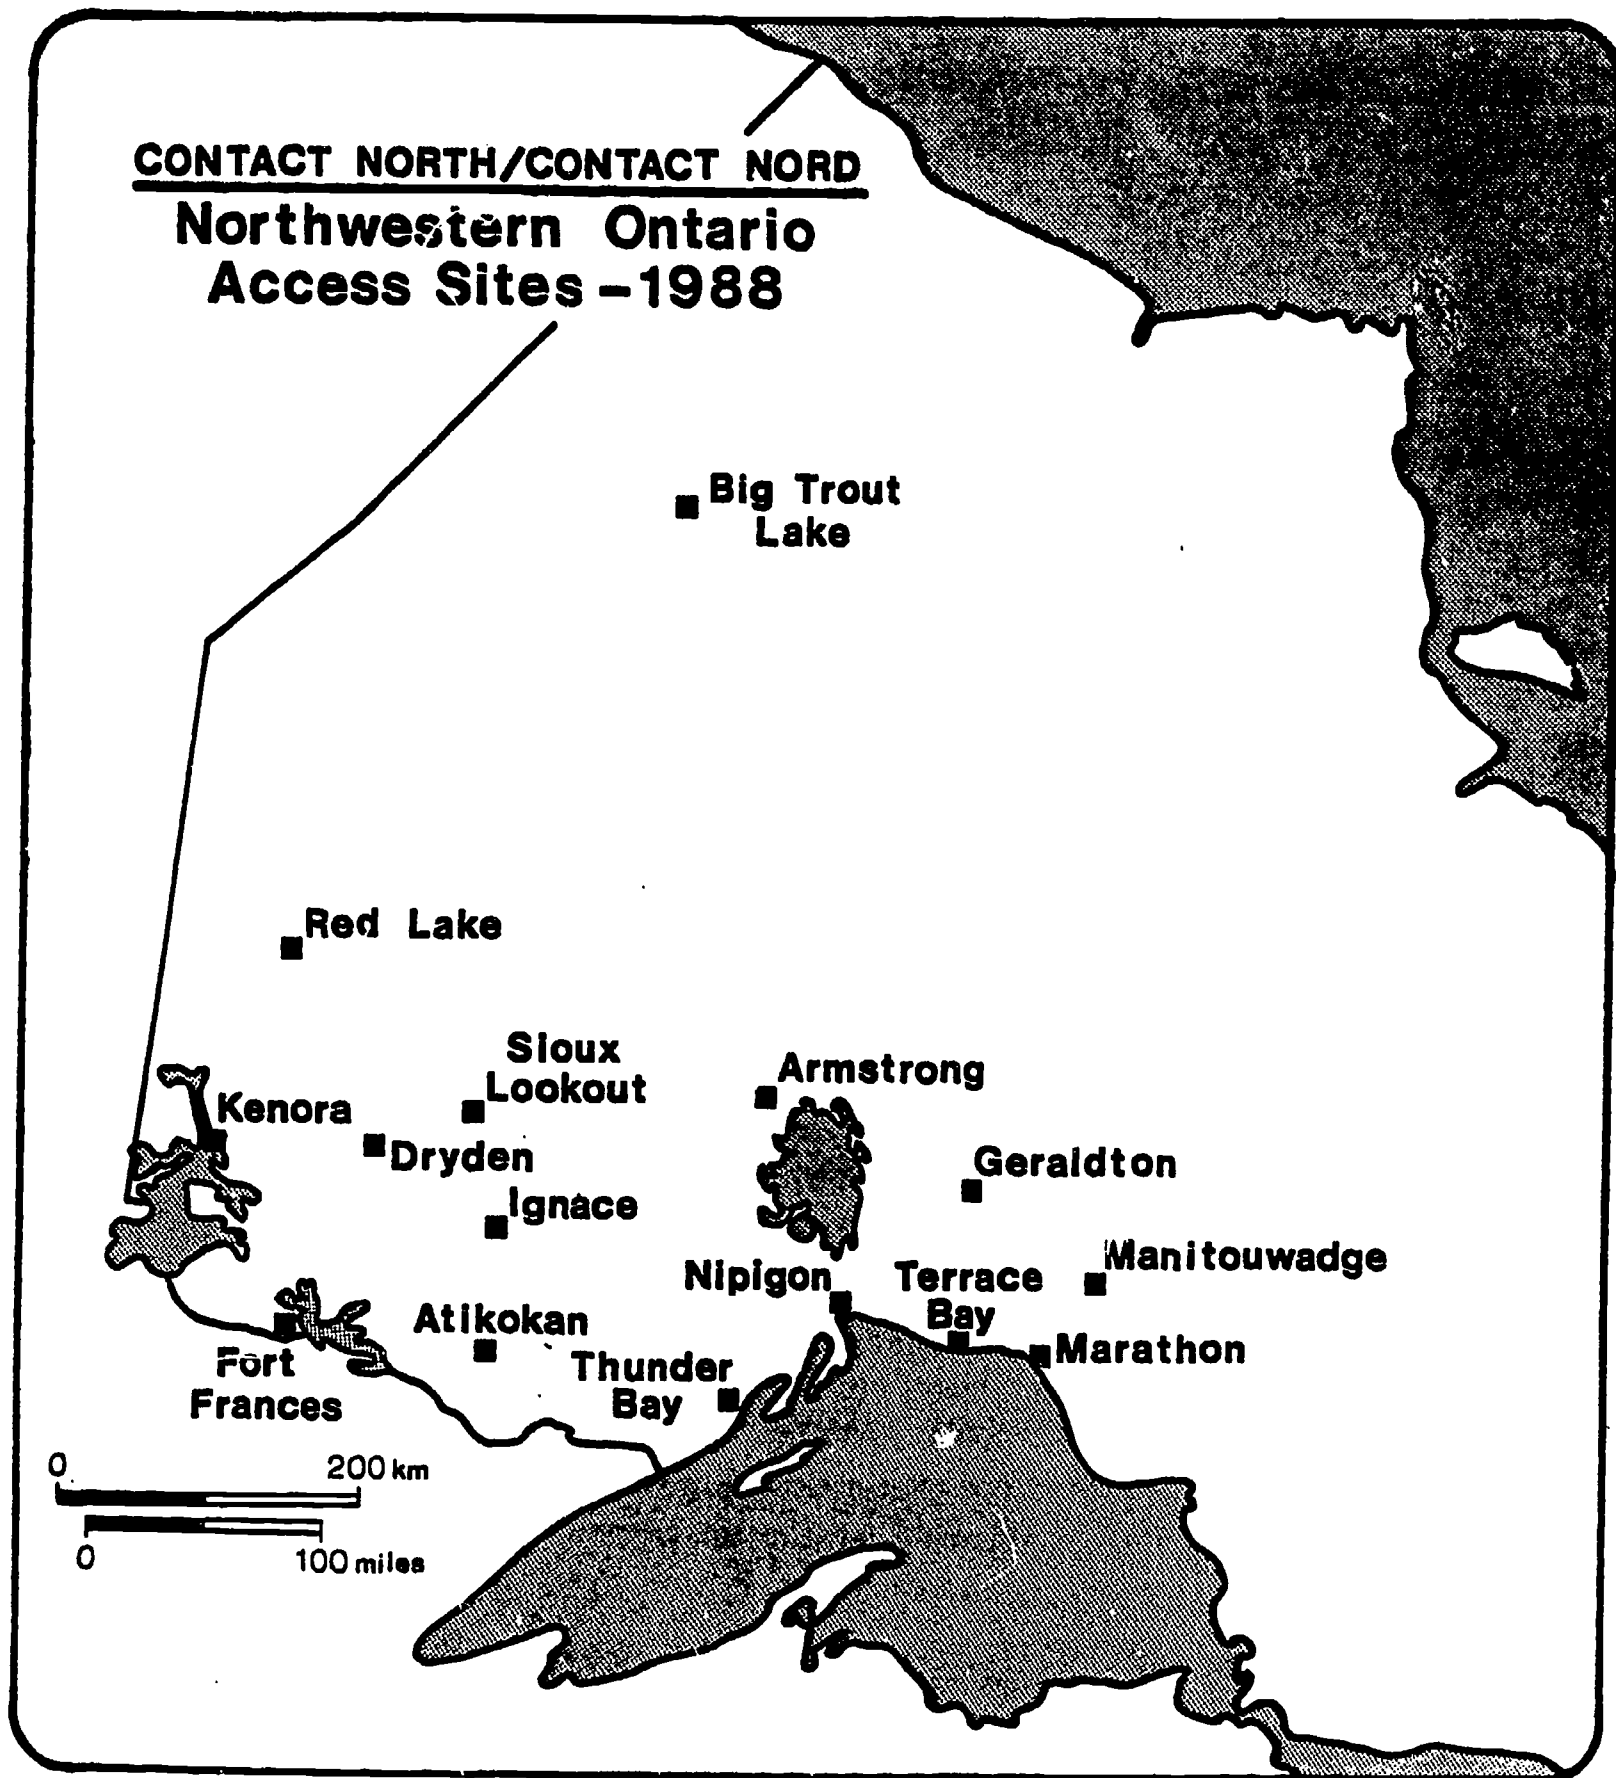 CONTACT NORTH/CONTACT NORD
Northwestern Ontario
Access Sites - 1988
Big Trout
Lake
Red Lake
Sioux
Lookout
Armstrong
Kenora
Dryden
Geraldton
Ignace
Manitouwadge
Nipigon
Terrace
Bay
Atikokan
Marathon
Fort
Frances
Thunder
Bay
0 200 km
0 100 miles